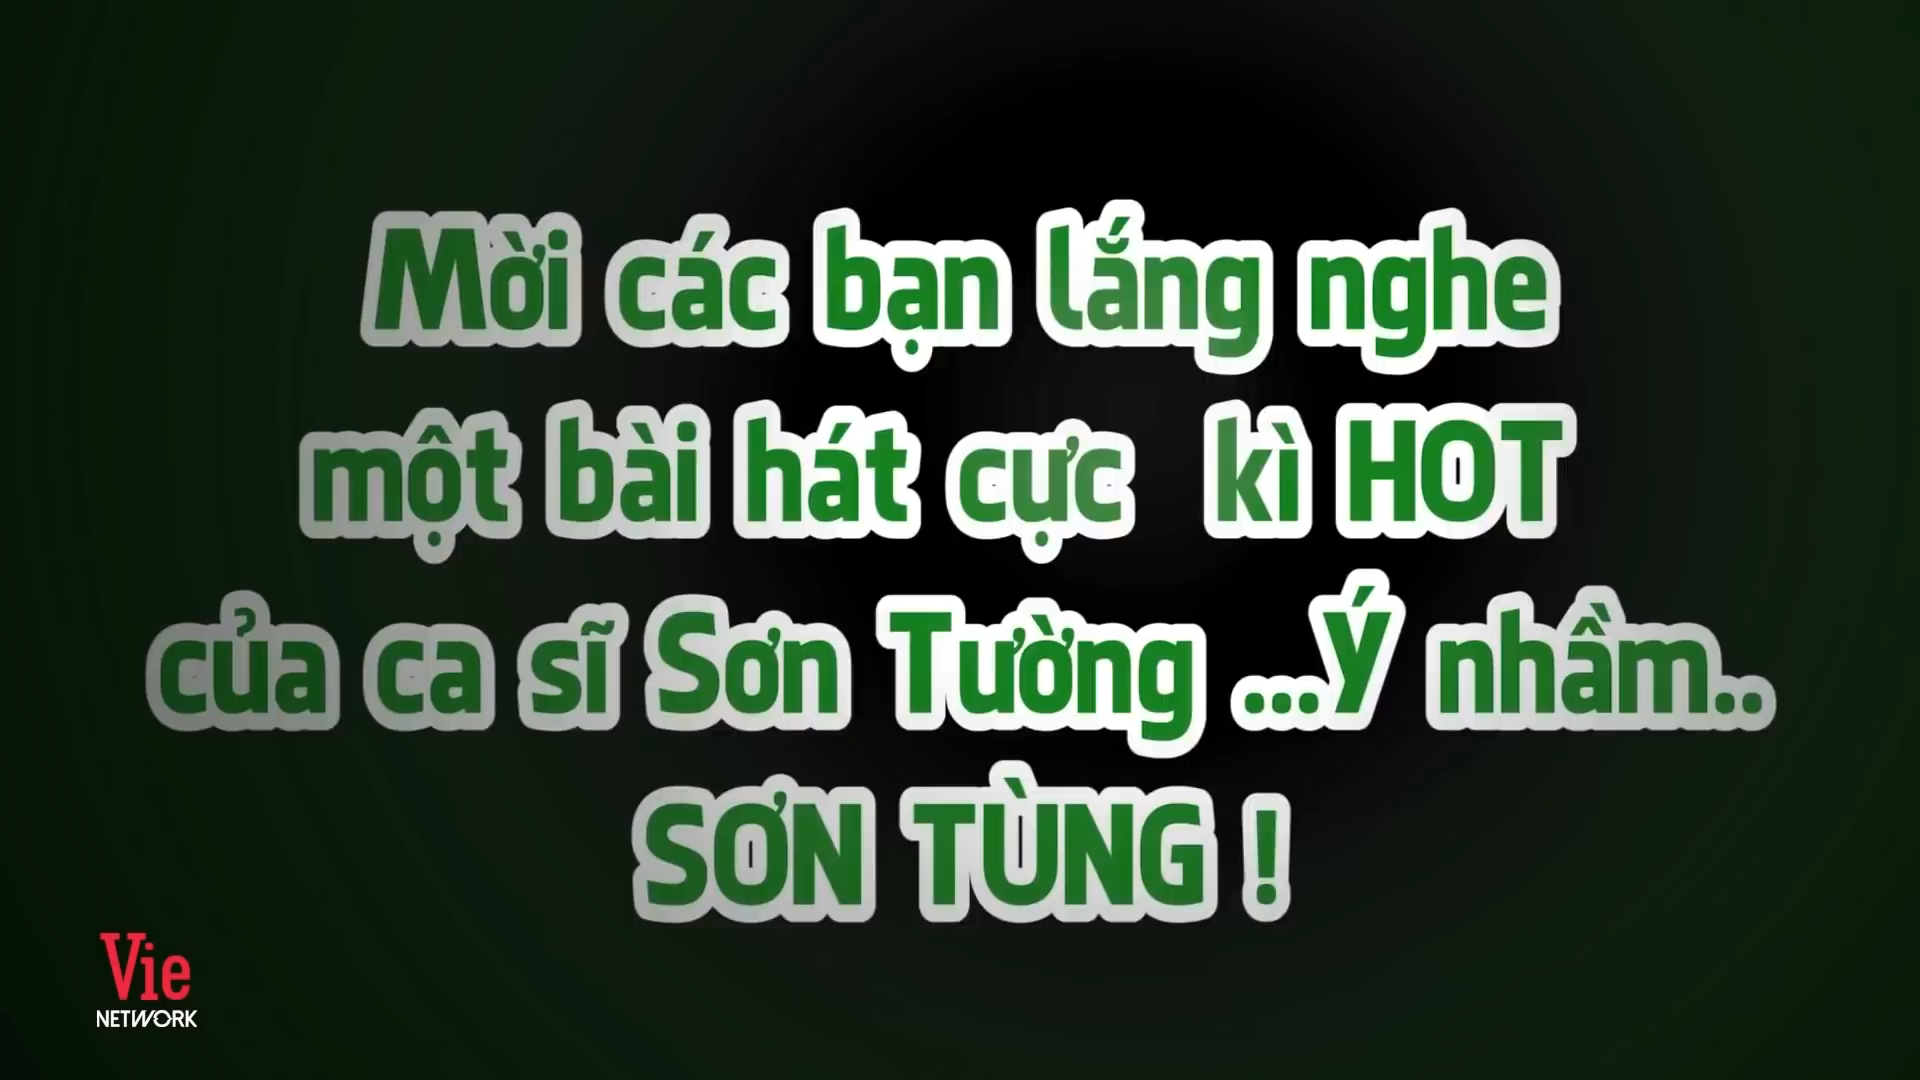 Mời các bạn lắng nghe
một bài hát cực kì HOT
của ca sĩ Sơn Tường ...Ý nhầm..
SƠN TÙNG !
Vie
NETWORK